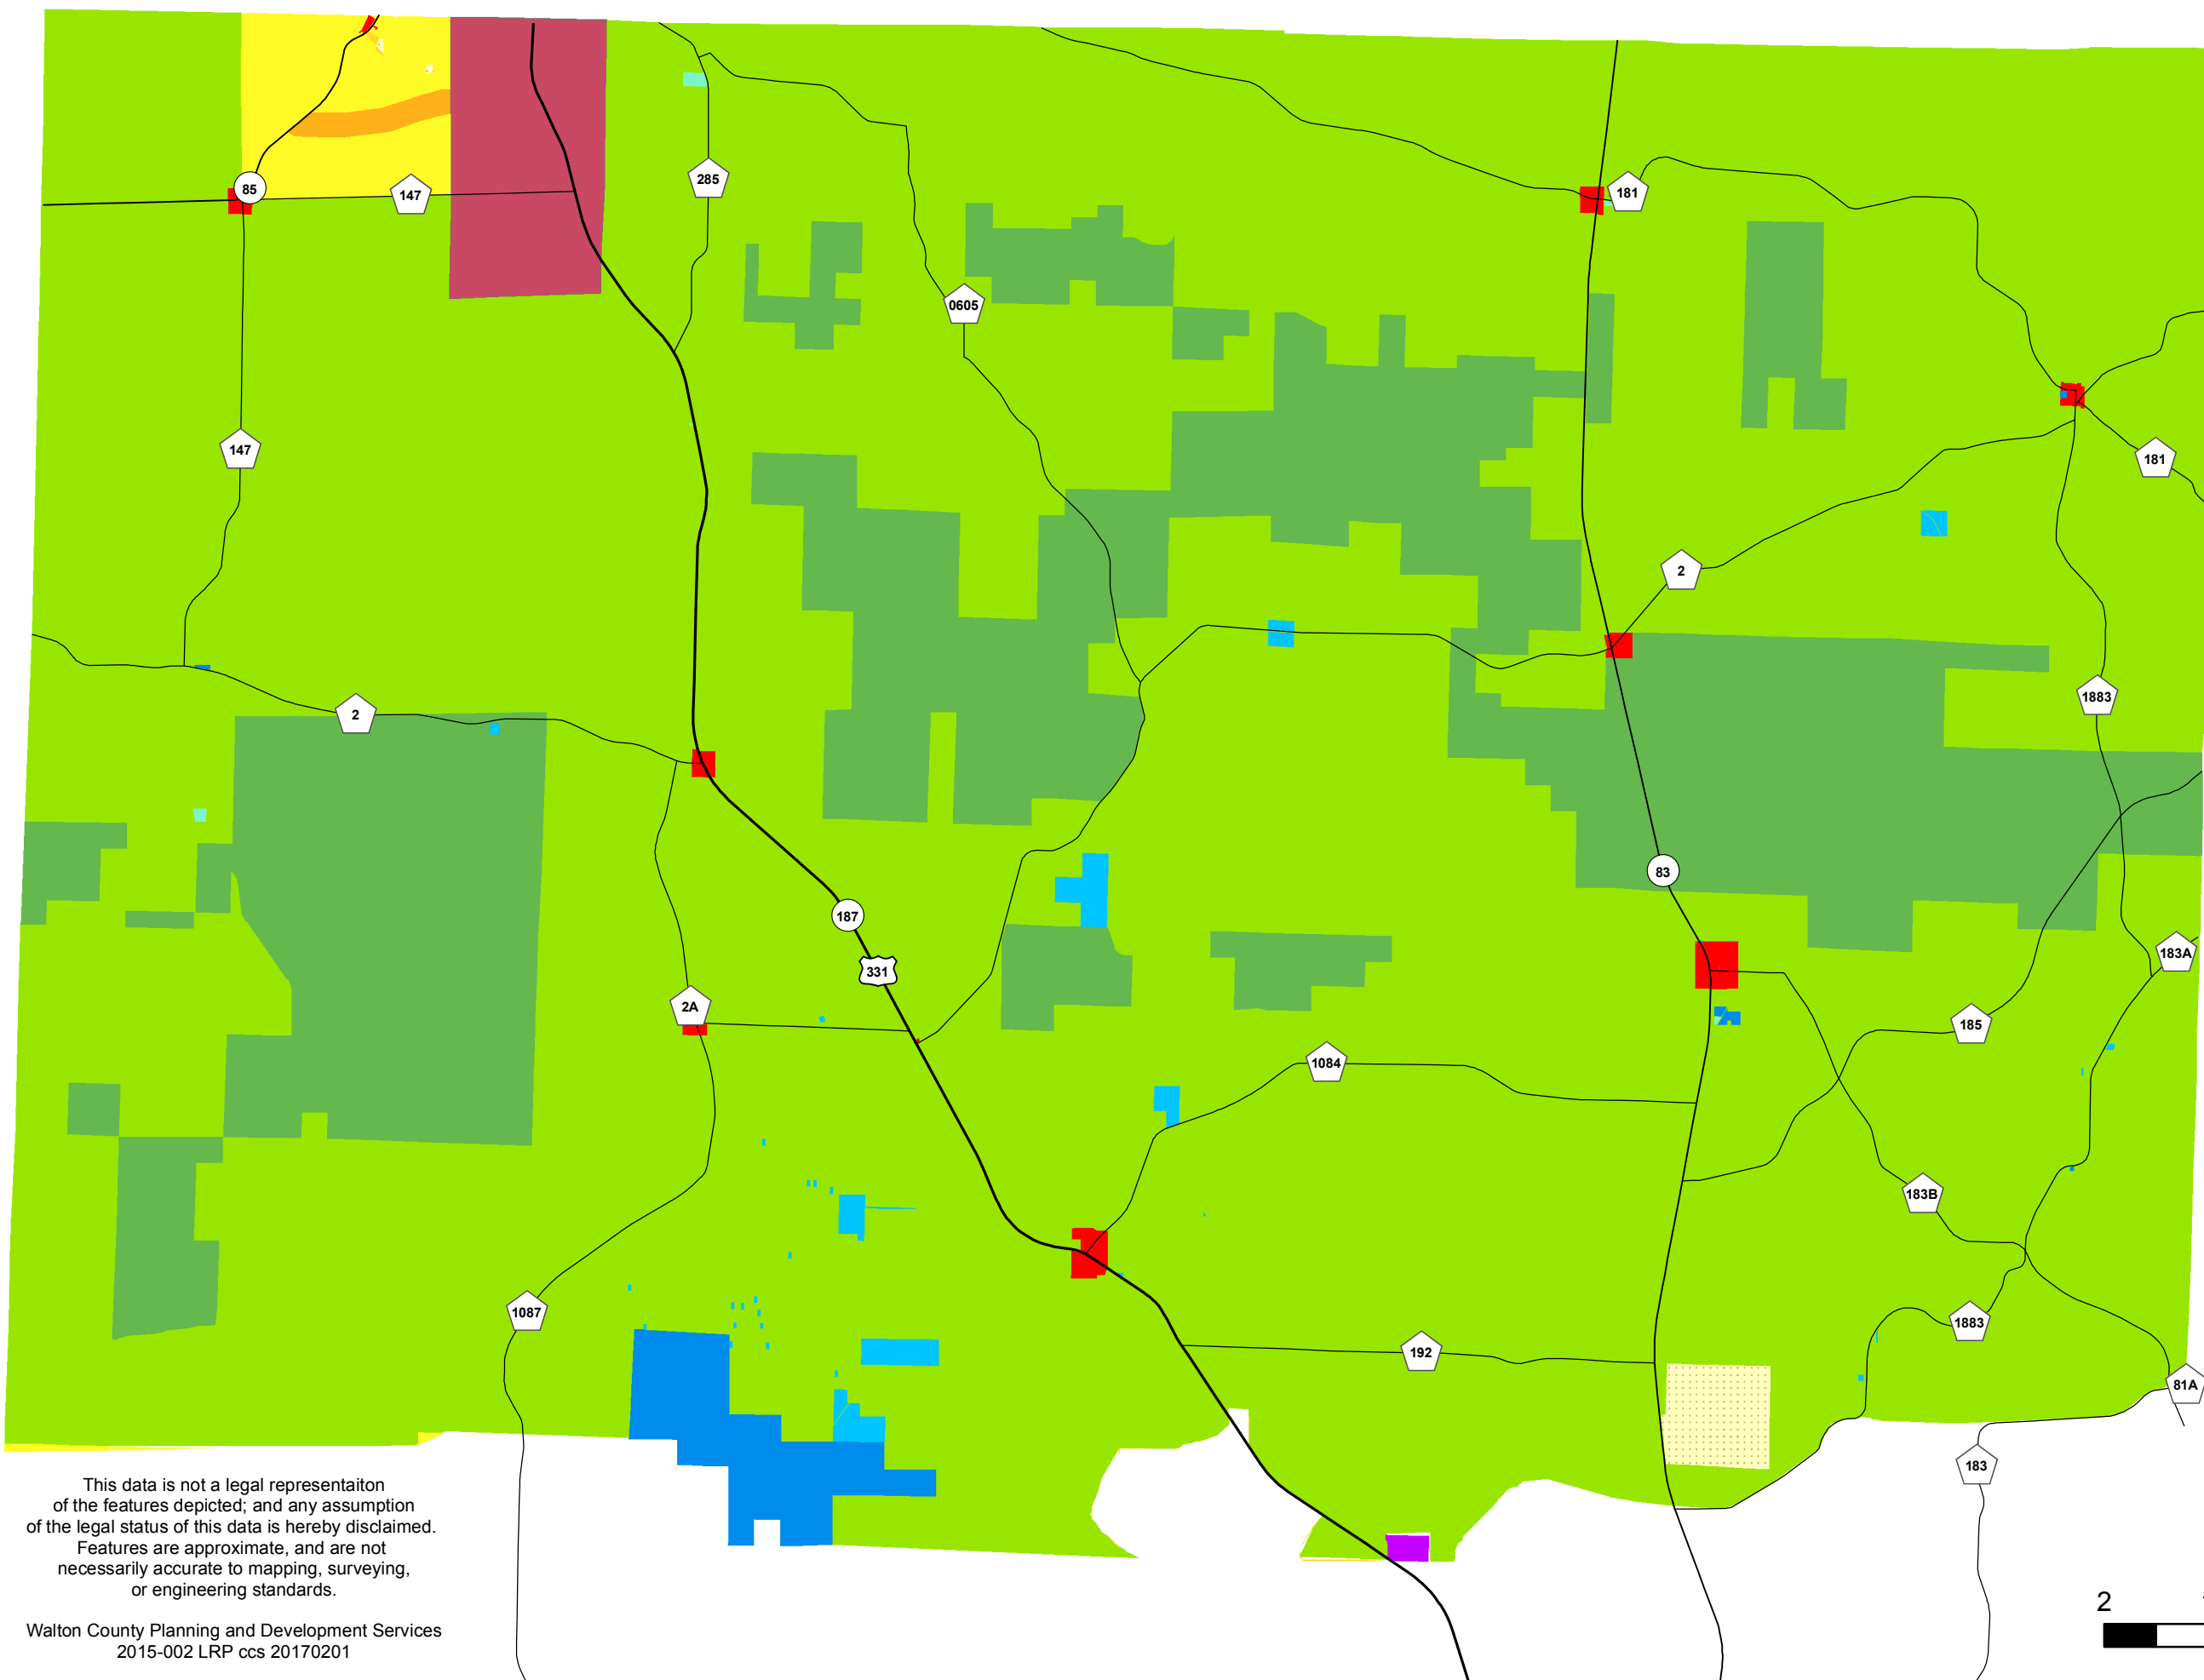 85
147
285
181
0605
147
181
2
2
1883
83
187
183A
331
2A
185
1084
183B
1087
1883
192
81A
183
This data is not a legal representaiton
of the features depicted; and any assumption
of the legal status of this data is hereby disclaimed.
Features are approximate, and are not
necessarily accurate to mapping, surveying,
or engineering standards.
Walton County Planning and Development Services
2015-002 LRP ccs 20170201
2